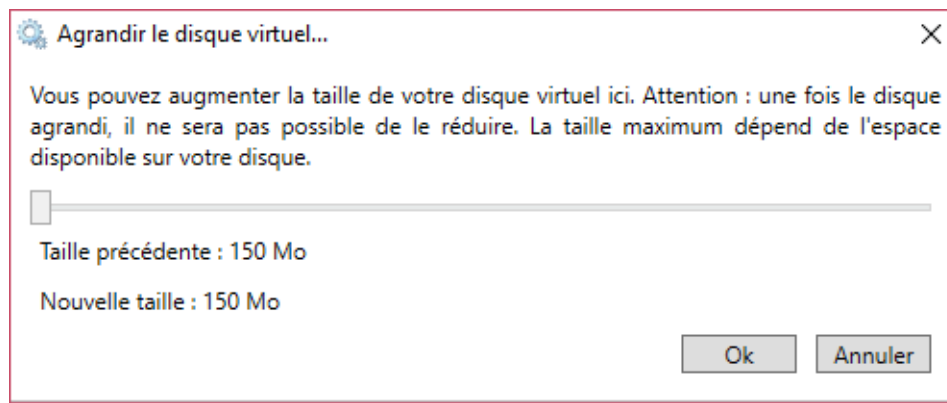 Agrandir le disque virtuel...
Vous pouvez augmenter la taille de votre disque virtuel ici. Attention : une fois le disque
agrandi, il ne sera pas possible de le réduire. La taille maximum dépend de l'espace
disponible sur votre disque.
Taille précédente : 150 Mo
Nouvelle taille : 150 Mo
Ok Annuler